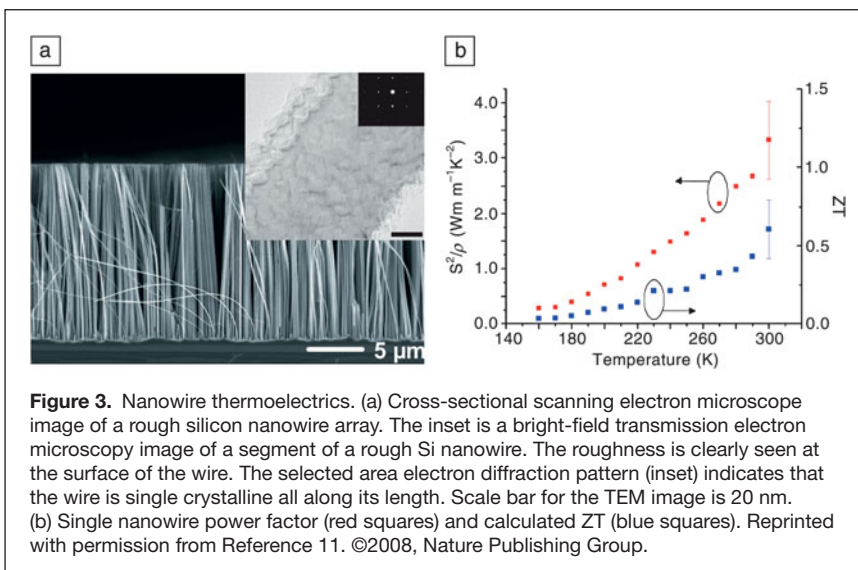 a
b
5 µm
S²/ρ (Wm m⁻¹K⁻²)
4.0
3.0
2.0
1.0
0.0
1.5
1.0
0.5
0.0
ZT
140 180 220 260 300
Temperature (K)
Figure 3. Nanowire thermoelectrics. (a) Cross-sectional scanning electron microscope
image of a rough silicon nanowire array. The inset is a bright-field transmission electron
microscopy image of a segment of a rough Si nanowire. The roughness is clearly seen at
the surface of the wire. The selected area electron diffraction pattern (inset) indicates that
the wire is single crystalline all along its length. Scale bar for the TEM image is 20 nm.
(b) Single nanowire power factor (red squares) and calculated ZT (blue squares). Reprinted
with permission from Reference 11. ©2008, Nature Publishing Group.